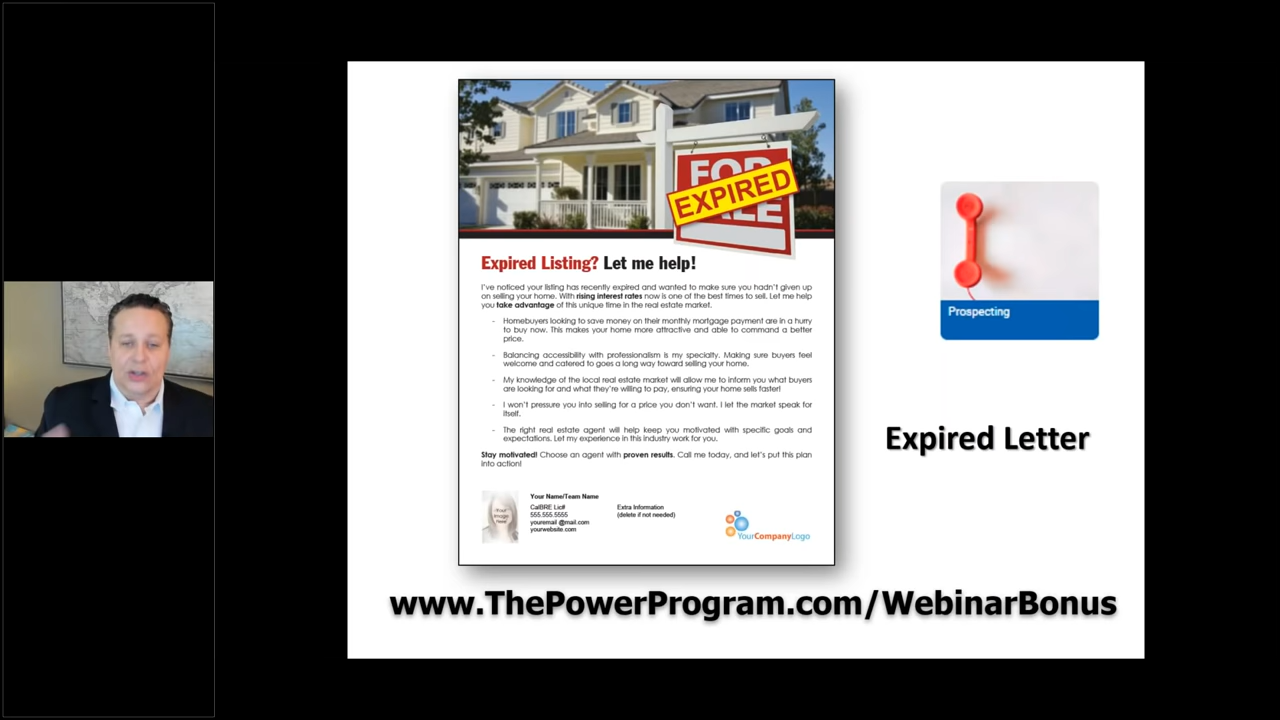 FOR
EXPIRED
SALE
Expired Listing? Let me help!
I've noticed your listing has recently expired and wanted to make sure you hadn't given up
on selling your home. With rising interest rates now is one of the best times to sell. Let me help
you take advantage of this unique time in the real estate market.
- Homebuyers looking to save money on their monthly mortgage payment are in a hurry
to buy now. This makes your home more attractive and able to command a better
price.
- Balancing accessibility with professionalism is my specialty. Making sure buyers feel
welcome and catered to goes a long way toward selling your home.
- My knowledge of the local real estate market will allow me to inform you what buyers
are looking for and what they're willing to pay, ensuring your home sells faster!
- I won't pressure you into selling for a price you don't want. I let the market speak for
itself.
- The right real estate agent will help keep you motivated with specific goals and
expectations. Let my experience in this industry work for you.
Stay motivated! Choose an agent with proven results. Call me today, and let's put this plan
into action!
Your
Image
Here
Your Name/Team Name
CalBRE Lic#
555.555.5555
youremail @mail.com
yourwebsite.com
Extra Information
(delete if not needed)
YourCompanyLogo
Prospecting
Expired Letter
www.ThePowerProgram.com/WebinarBonus